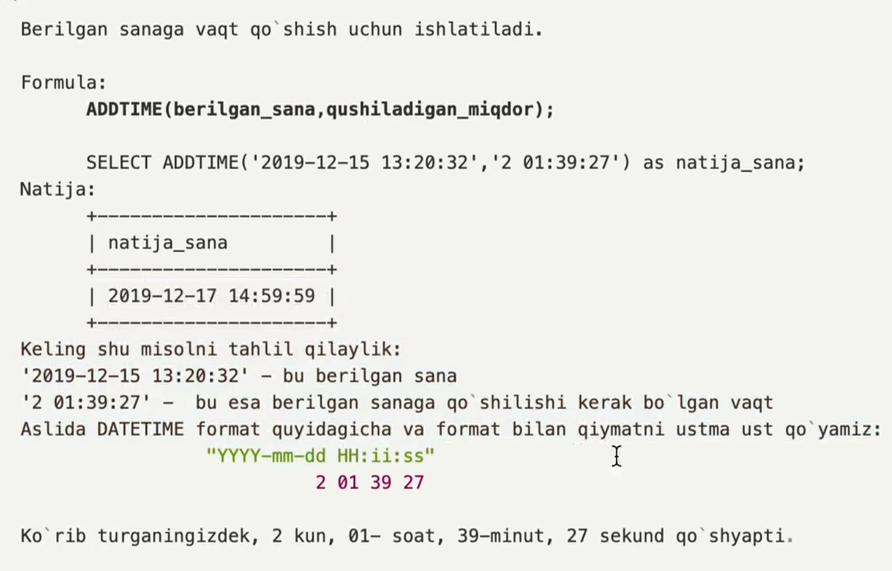 Berilgan sanaga vaqt qo`shish uchun ishlatiladi.
Formula:
ADDTIME(berilgan_sana,qushiladigan_miqdor);
SELECT ADDTIME('2019-12-15 13:20:32','2 01:39:27') as natija_sana;
Natija:
+---------------------+
| natija_sana         |
+---------------------+
| 2019-12-17 14:59:59 |
+---------------------+
Keling shu misolni tahlil qilaylik:
'2019-12-15 13:20:32' - bu berilgan sana
'2 01:39:27' -  bu esa berilgan sanaga qo`shilishi kerak bo`lgan vaqt
Aslida DATETIME format quyidagicha va format bilan qiymatni ustma ust qo`yamiz:
"YYYY-mm-dd HH:ii:ss"
2 01 39 27
Ko`rib turganingizdek, 2 kun, 01- soat, 39-minut, 27 sekund qo`shyapti.